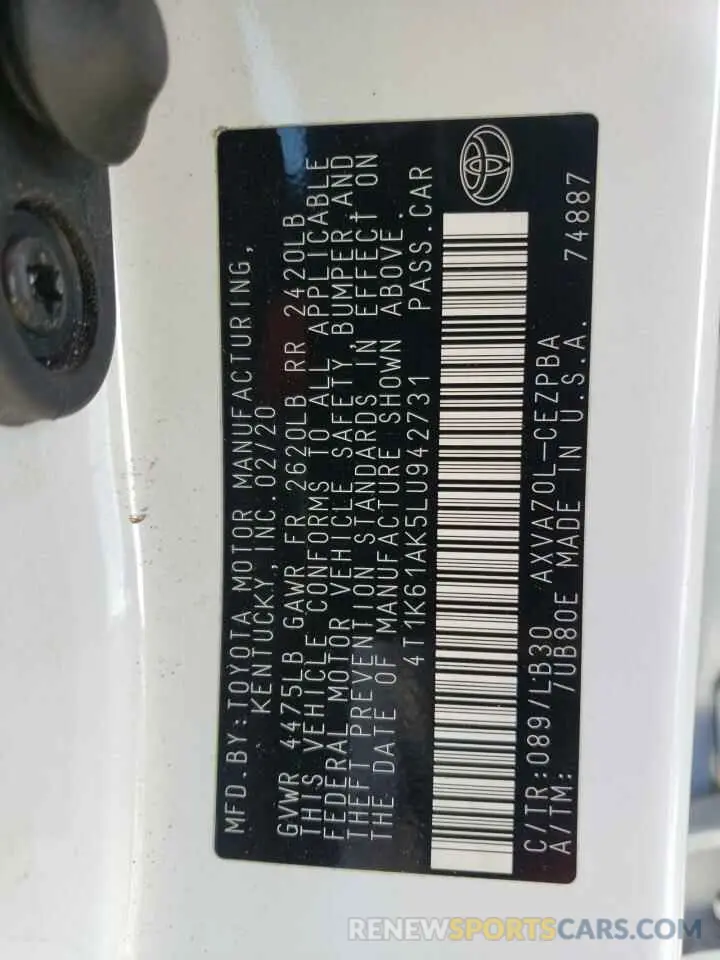 MFD.BY:TOYOTA MOTOR MANUFACTURING,
KENTUCKY,INC.02/20
GVWR 4475LB GAWR FR 2620LB RR 2420LB
THIS VEHICLE CONFORMS TO ALL APPLICABLE
FEDERAL MOTOR VEHICLE SAFETY,BUMPER,AND
THEFT PREVENTION STANDARDS IN EFFECT ON
THE DATE OF MANUFACTURE SHOWN ABOVE.
4T1K61AK5LU942731 PASS.CAR
C/TR:089/LB30 AXVA70L-CEZPBA
A/TM: 7UB80E MADE IN U.S.A. 74887
RENEWSPORTSCARS.COM